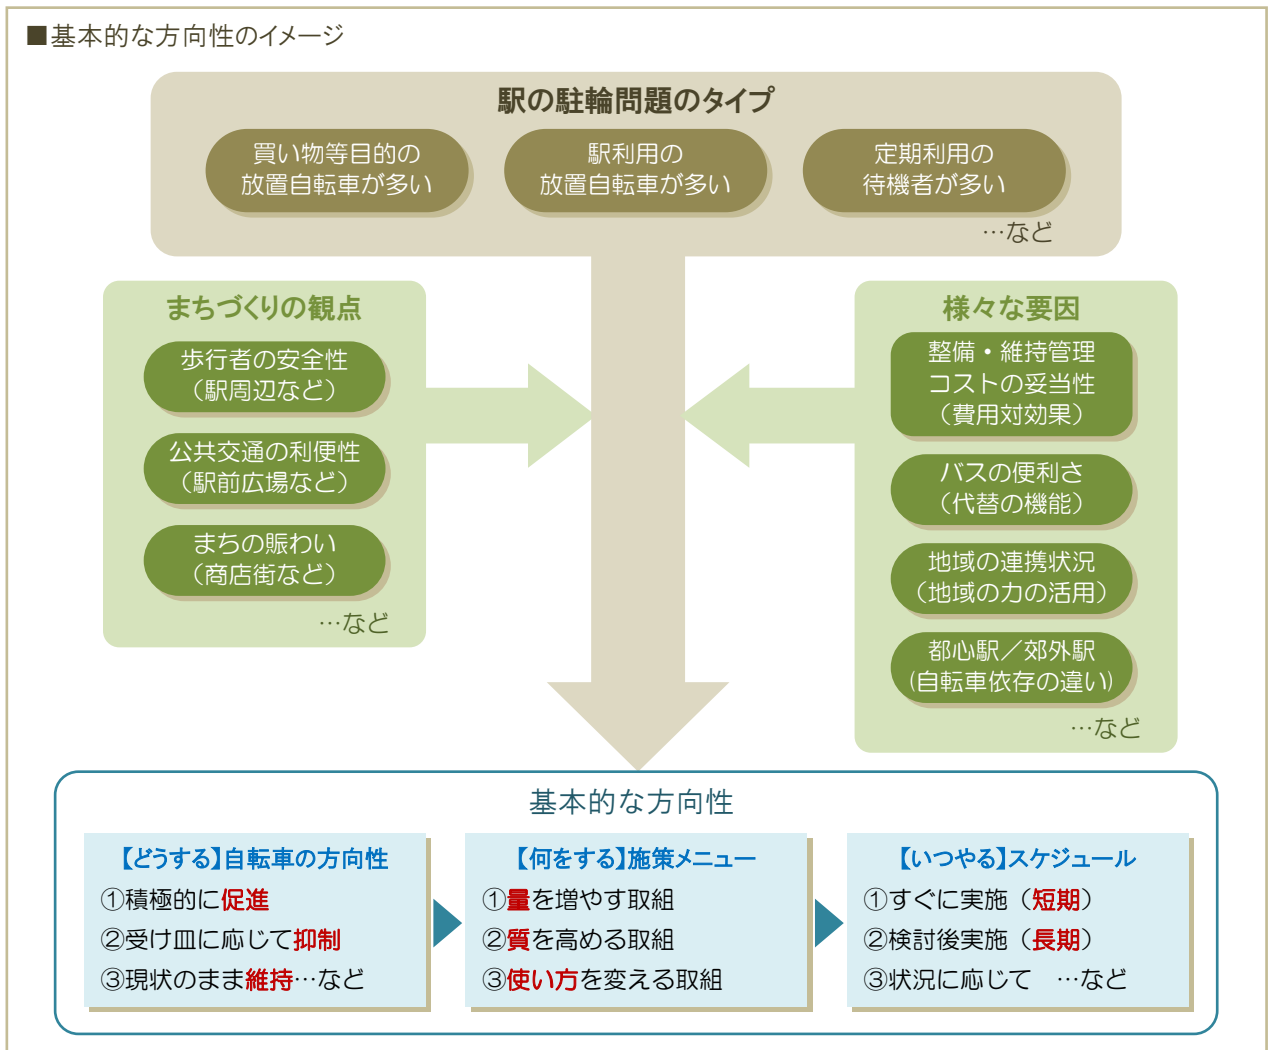 ■基本的な方向性のイメージ
駅の駐輪問題のタイプ
買い物等目的の
放置自転車が多い
駅利用の
放置自転車が多い
定期利用の
待機者が多い
…など
まちづくりの観点
歩行者の安全性
（駅周辺など）
公共交通の利便性
（駅前広場など）
まちの賑わい
（商店街など）
…など
様々な要因
整備・維持管理
コストの妥当性
（費用対効果）
バスの便利さ
（代替の機能）
地域の連携状況
（地域の力の活用）
都心駅／郊外駅
(自転車依存の違い)
…など
基本的な方向性
【どうする】自転車の方向性
①積極的に促進
②受け皿に応じて抑制
③現状のまま維持…など
【何をする】施策メニュー
①量を増やす取組
②質を高める取組
③使い方を変える取組
【いつやる】スケジュール
①すぐに実施（短期）
②検討後実施（長期）
③状況に応じて　…など